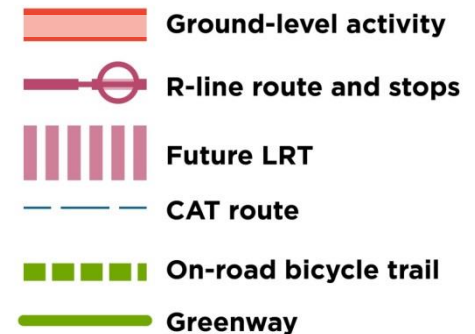 Ground-level activity
R-line route and stops
Future LRT
CAT route
On-road bicycle trail
Greenway